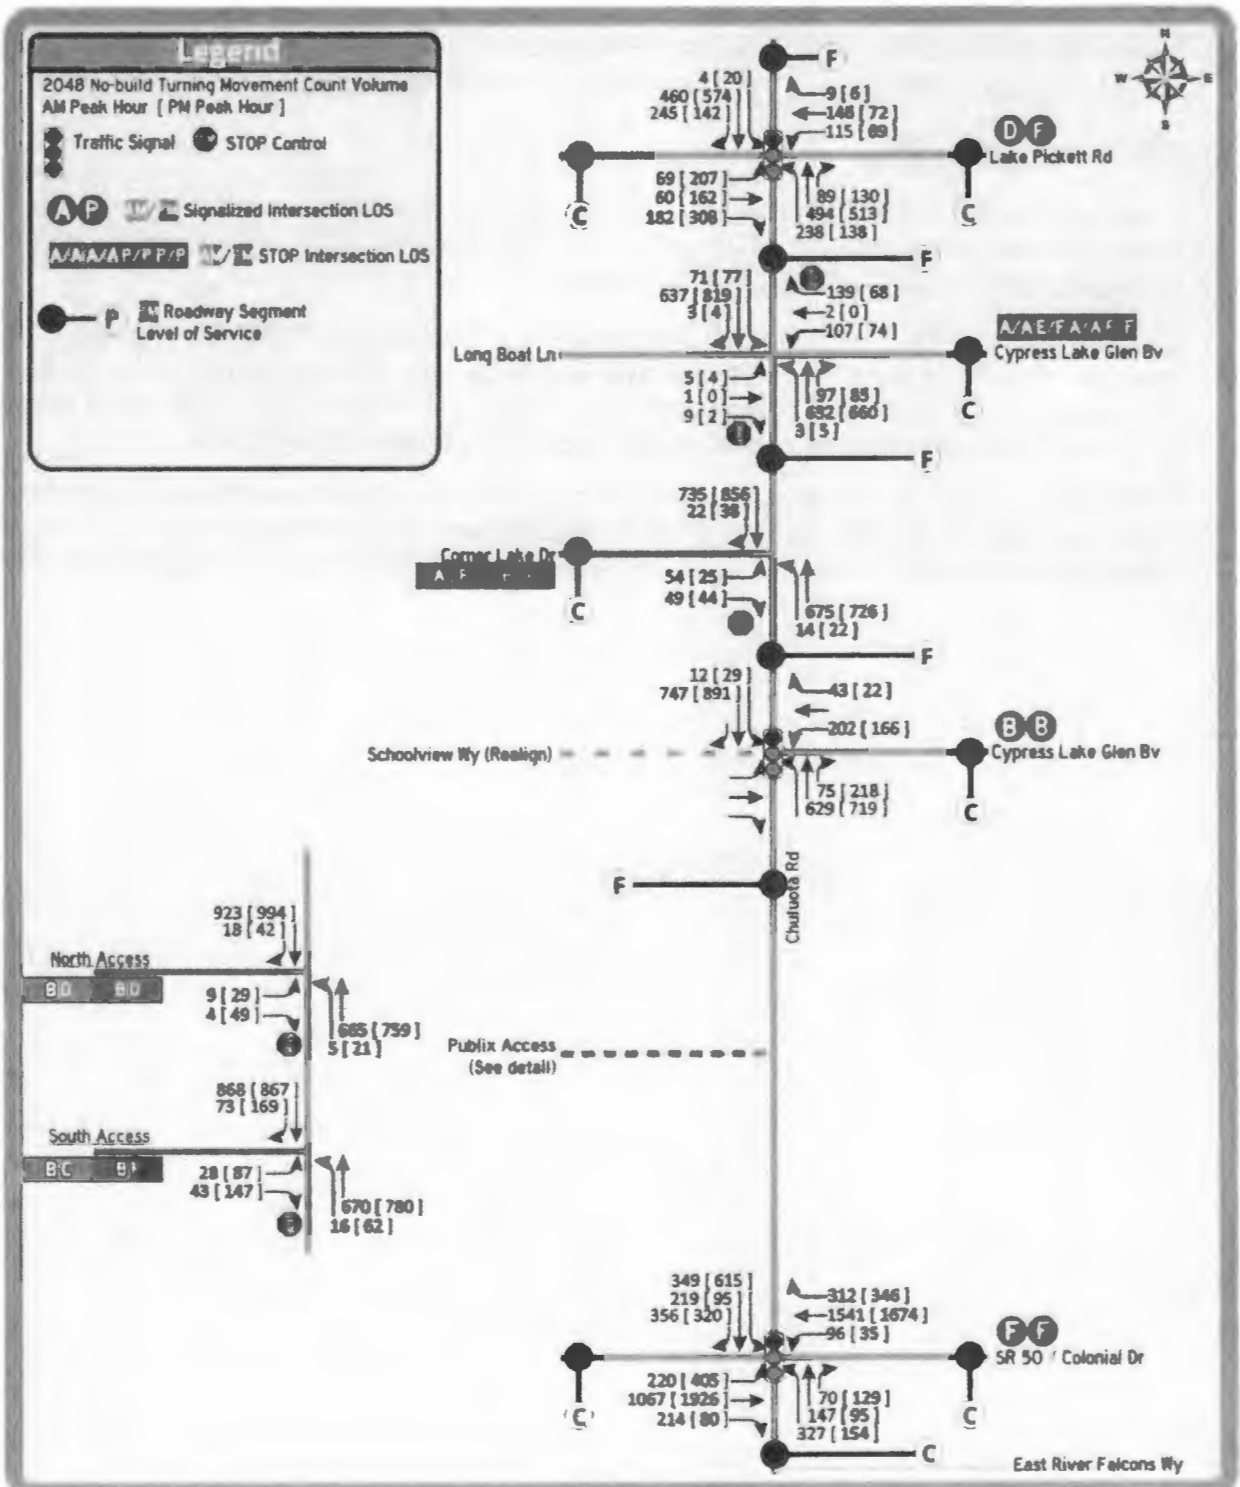 Legend
2048 No-build Turning Movement Count Volume
AM Peak Hour [ PM Peak Hour ]
Traffic Signal STOP Control
A P Signalized Intersection LOS
A/A/A/A P/P P/P STOP Intersection LOS
P Roadway Segment
Level of Service
N
W E
S
F
4 [ 20 ]
460 [ 574 ]
245 [ 142 ]
9 [ 6 ]
146 [ 72 ]
115 [ 69 ]
D F
Lake Pickett Rd
C
C
69 [ 207 ]
60 [ 162 ]
182 [ 308 ]
89 [ 130 ]
494 [ 513 ]
238 [ 138 ]
F
71 [ 77 ]
637 [ 819 ]
3 [ 4 ]
139 [ 68 ]
2 [ 0 ]
107 [ 74 ]
Long Boat Ln
Cypress Lake Glen Bv
C
5 [ 4 ]
1 [ 0 ]
9 [ 2 ]
97 [ 85 ]
652 [ 660 ]
3 [ 5 ]
F
735 [ 856 ]
22 [ 38 ]
Corner Lake Dr
C
54 [ 25 ]
49 [ 44 ]
675 [ 726 ]
14 [ 22 ]
F
12 [ 29 ]
747 [ 891 ]
43 [ 22 ]
202 [ 166 ]
Schoolview Wy (Realign)
B B
Cypress Lake Glen Bv
C
75 [ 218 ]
629 [ 719 ]
F
Chuluota Rd
923 [ 994 ]
18 [ 42 ]
North Access
B D B D
9 [ 29 ]
4 [ 49 ]
665 [ 759 ]
5 [ 21 ]
Publix Access
(See detail)
868 [ 867 ]
73 [ 169 ]
South Access
B C
28 [ 87 ]
43 [ 147 ]
670 [ 780 ]
16 [ 62 ]
349 [ 615 ]
219 [ 95 ]
356 [ 320 ]
312 [ 346 ]
1541 [ 1674 ]
96 [ 35 ]
F F
SR 50 / Colonial Dr
C
C
220 [ 405 ]
1067 [ 1926 ]
214 [ 80 ]
70 [ 129 ]
147 [ 95 ]
327 [ 154 ]
C
East River Falcons Wy